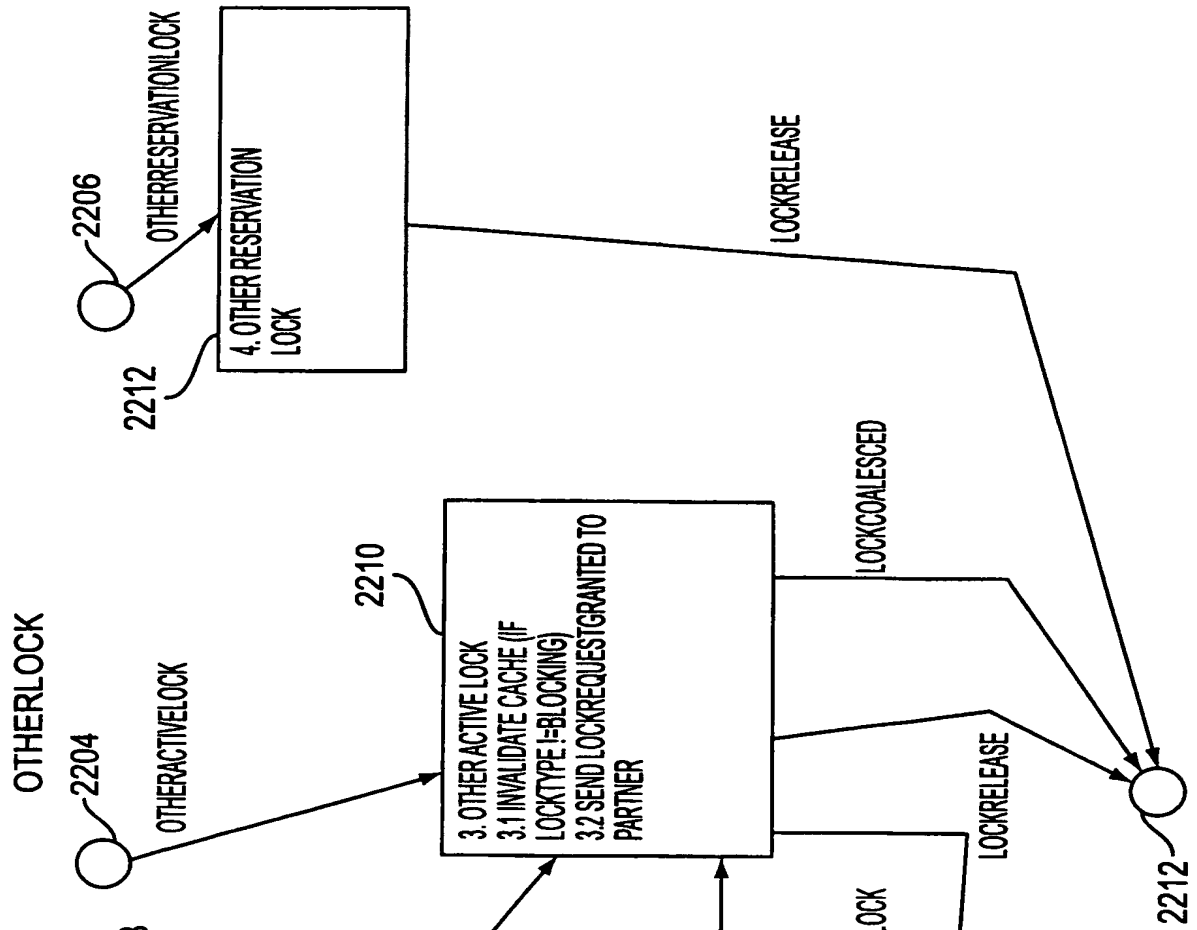 OTHERLOCK
2206
OTHERRESERVATIONLOCK
2212
4. OTHER RESERVATION
LOCK
LOCKRELEASE
2204
OTHERACTIVELOCK
2210
3. OTHER ACTIVE LOCK
3.1 INVALIDATE CACHE (IF
LOCKTYPE !=BLOCKING)
3.2 SEND LOCKREQUESTGRANTED TO
PARTNER
LOCKCOALESCED
LOCKRELEASE
LOCK
2212